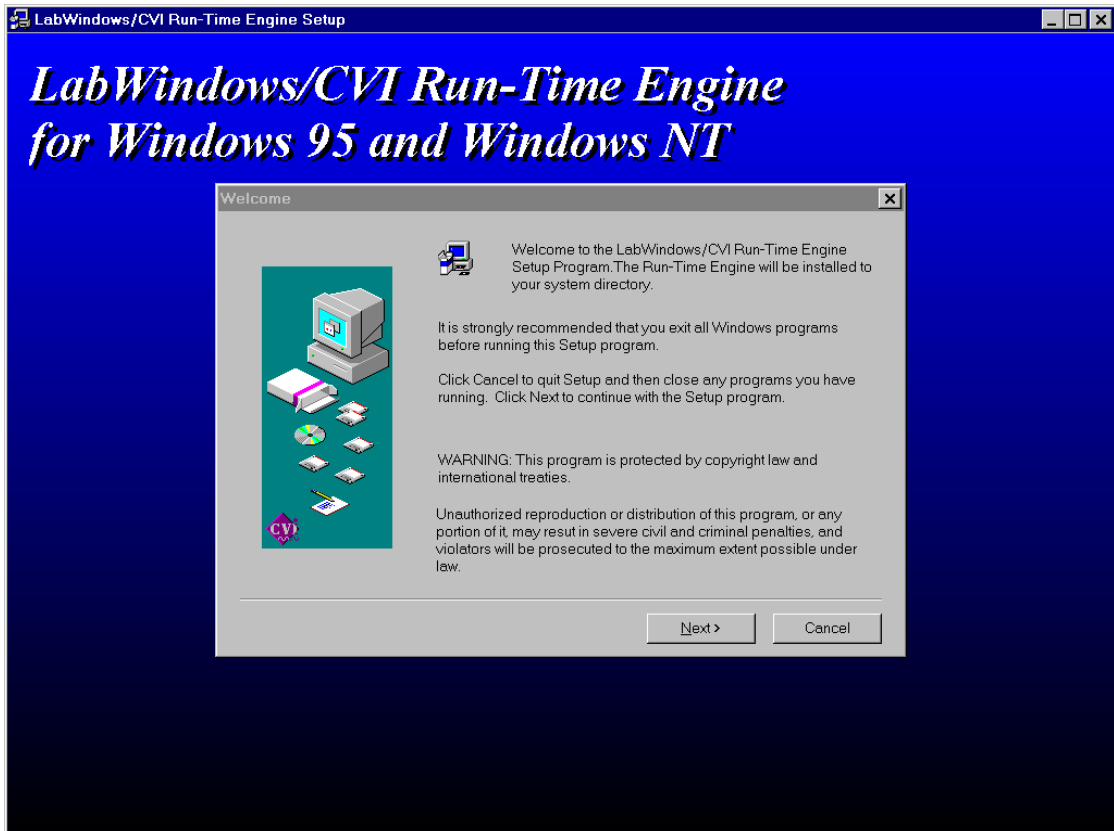 LabWindows/CVI Run-Time Engine Setup
LabWindows/CVI Run-Time Engine
for Windows 95 and Windows NT
Welcome
Welcome to the LabWindows/CVI Run-Time Engine
Setup Program.The Run-Time Engine will be installed to
your system directory.
It is strongly recommended that you exit all Windows programs
before running this Setup program.
Click Cancel to quit Setup and then close any programs you have
running.  Click Next to continue with the Setup program.
WARNING: This program is protected by copyright law and
international treaties.
Unauthorized reproduction or distribution of this program, or any
portion of it, may resut in severe civil and criminal penalties, and
violators will be prosecuted to the maximum extent possible under
law.
CVI
Next >
Cancel